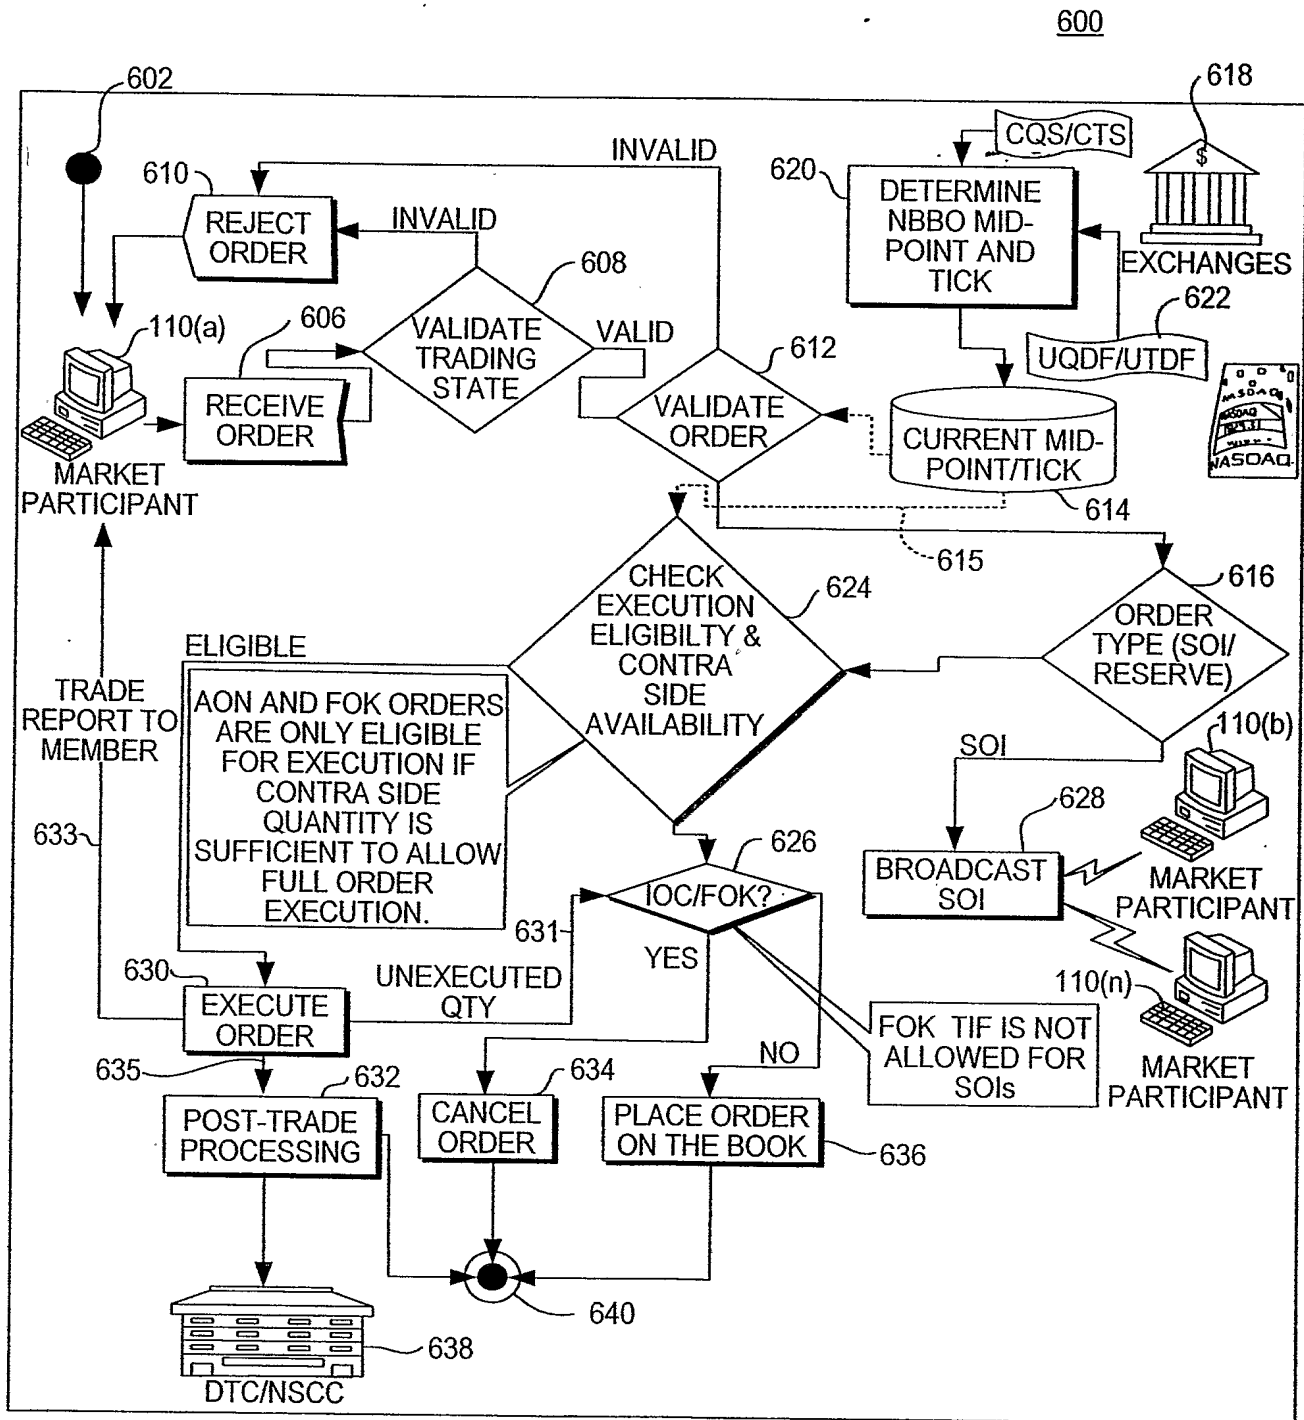 600
602
618
CQS/CTS
INVALID
610
620
DETERMINE
NBBO MID-
POINT AND
TICK
$
REJECT
ORDER
INVALID
EXCHANGES
608
622
110(a)
606
VALIDATE
TRADING
STATE
VALID
612
UQDF/UTDF
RECEIVE
ORDER
VALIDATE
ORDER
CURRENT MID-
POINT/TICK
NASDAQ
NASDAQ
MARKET
PARTICIPANT
614
615
616
CHECK
EXECUTION
ELIGIBILTY &
CONTRA
SIDE
AVAILABILITY
624
ORDER
TYPE (SOI/
RESERVE)
ELIGIBLE
TRADE
REPORT TO
MEMBER
AON AND FOK ORDERS
ARE ONLY ELIGIBLE
FOR EXECUTION IF
CONTRA SIDE
QUANTITY IS
SUFFICIENT TO ALLOW
FULL ORDER
EXECUTION.
SOI
110(b)
628
633
626
BROADCAST
SOI
MARKET
PARTICIPANT
IOC/FOK?
631
YES
630
UNEXECUTED
QTY
110(n)
EXECUTE
ORDER
FOK TIF IS NOT
ALLOWED FOR
SOIs
NO
MARKET
PARTICIPANT
635
632
634
POST-TRADE
PROCESSING
CANCEL
ORDER
PLACE ORDER
ON THE BOOK
636
640
638
DTC/NSCC